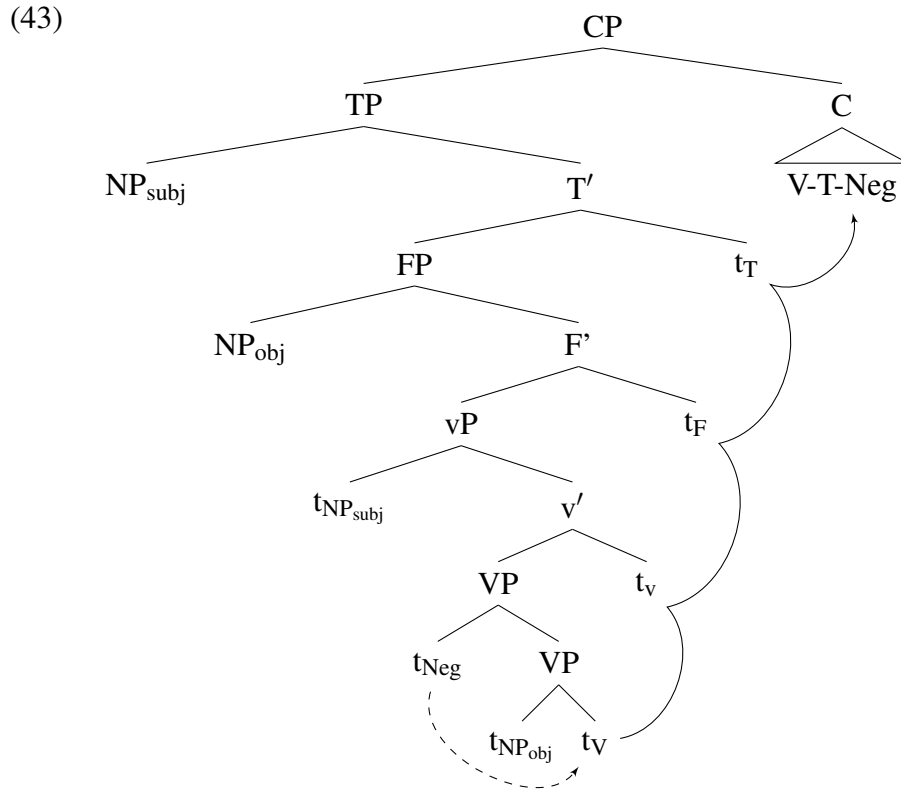 (43)
CP
TP C
NP_subj T′ V-T-Neg
FP t_T
NP_obj F’
vP t_F
t_NP_subj v′
VP t_v
t_Neg VP
t_NP_obj t_V